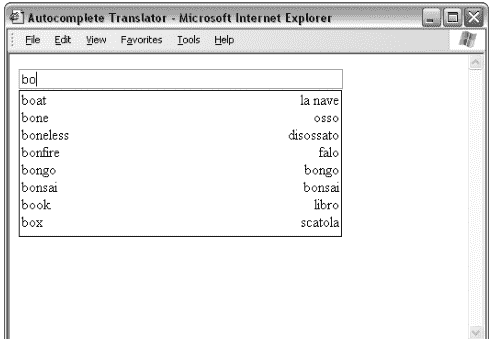 Autocomplete Translator - Microsoft Internet Explorer
File Edit View Favorites Tools Help
bo
boat la nave
bone osso
boneless disossato
bonfire falo
bongo bongo
bonsai bonsai
book libro
box scatola